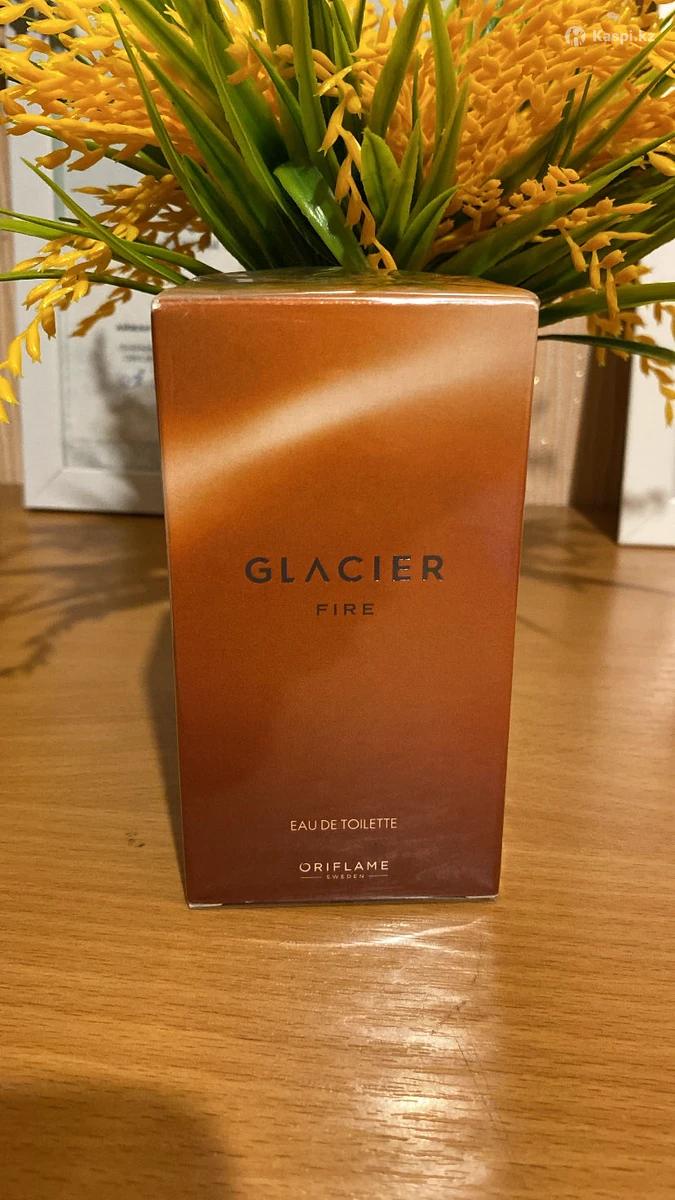 Kaspi.kz
GLACIER
FIRE
EAU DE TOILETTE
ORIFLAME
SWEDEN